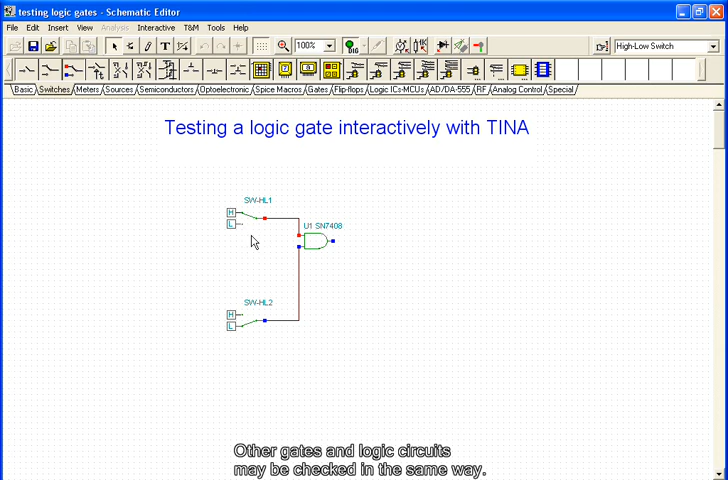 testing logic gates - Schematic Editor
File Edit Insert View Analysis Interactive T&M Tools Help
100% DIG High-Low Switch
Basic Switches Meters Sources Semiconductors Optoelectronic Spice Macros Gates Flip-flops Logic ICs-MCUs AD/DA-555 RF Analog Control Special
Testing a logic gate interactively with TINA
SW-HL1
H
L
U1 SN7408
SW-HL2
H
L
Other gates and logic circuits
may be checked in the same way.